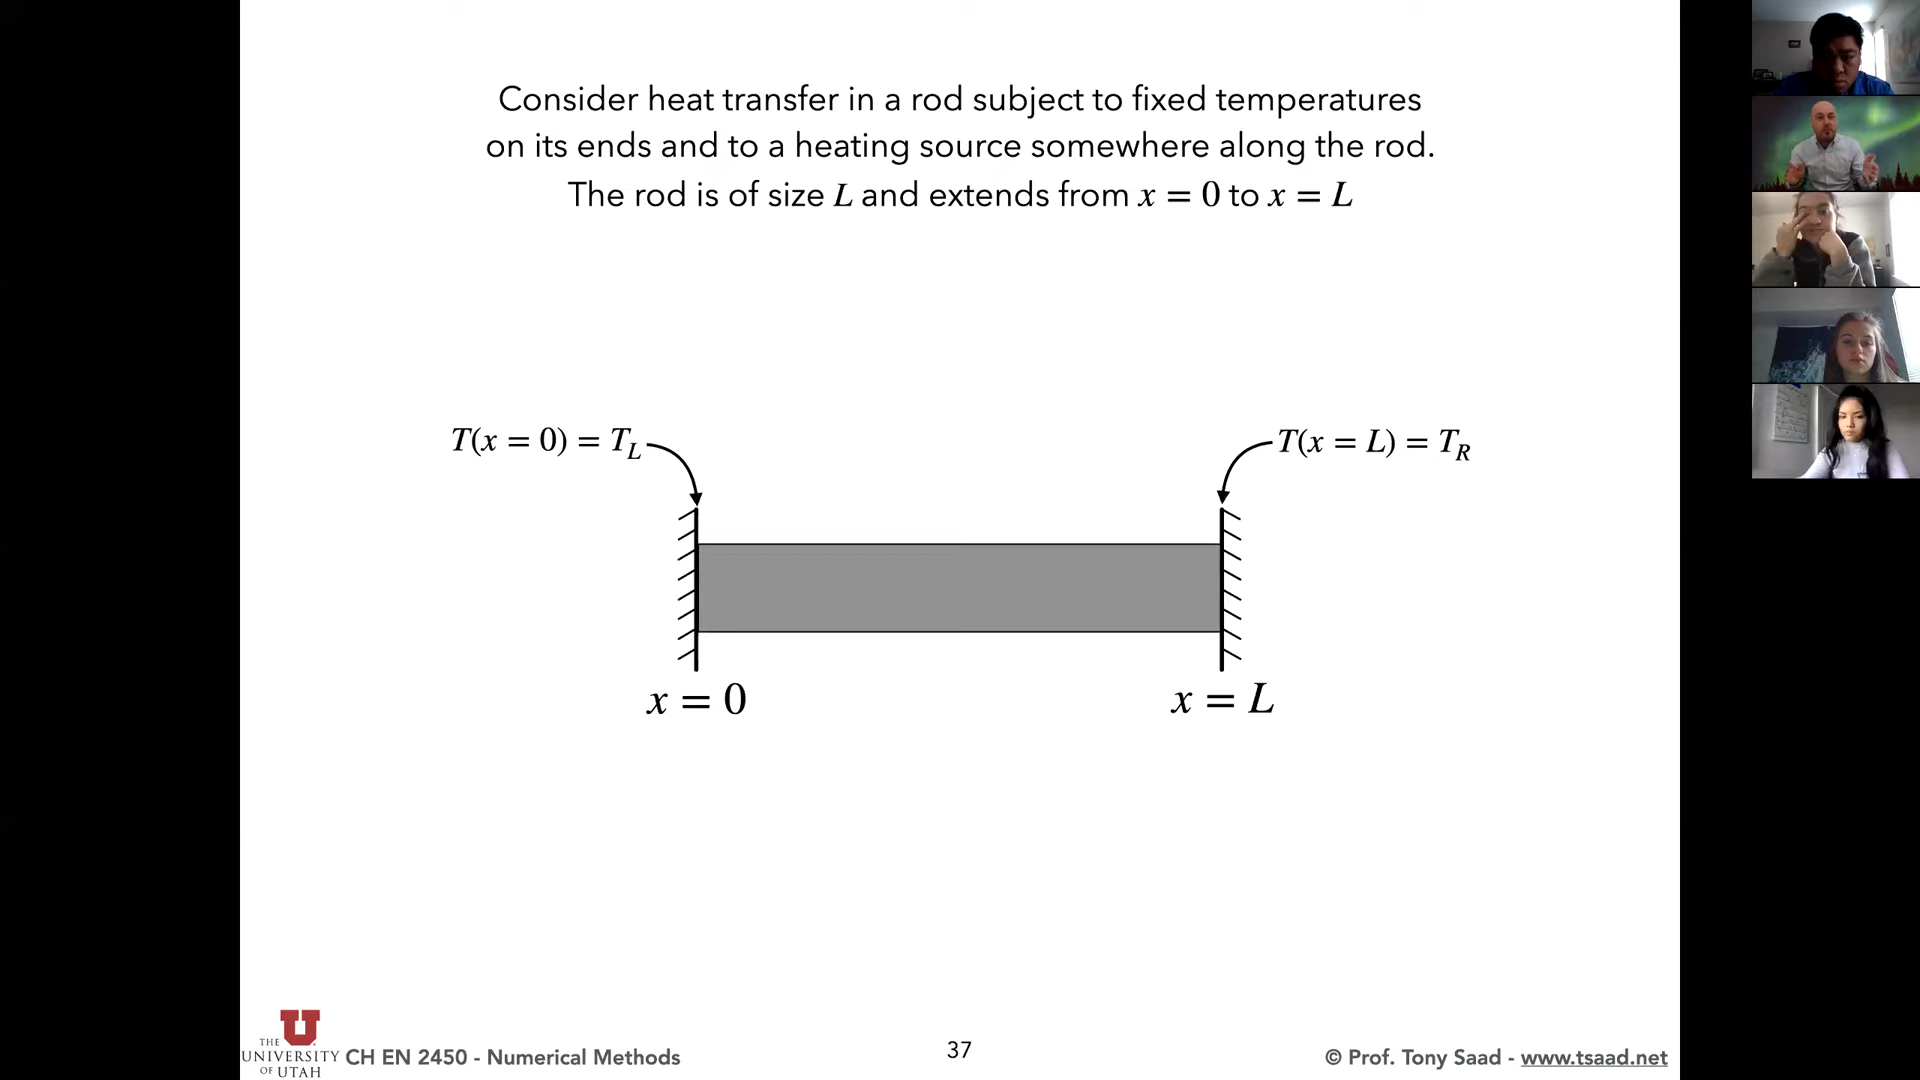 Consider heat transfer in a rod subject to fixed temperatures
on its ends and to a heating source somewhere along the rod.
The rod is of size L and extends from x = 0 to x = L
T(x = 0) = T_L
T(x = L) = T_R
x = 0
x = L
THE
UNIVERSITY
OF UTAH
CH EN 2450 - Numerical Methods
37
© Prof. Tony Saad - www.tsaad.net